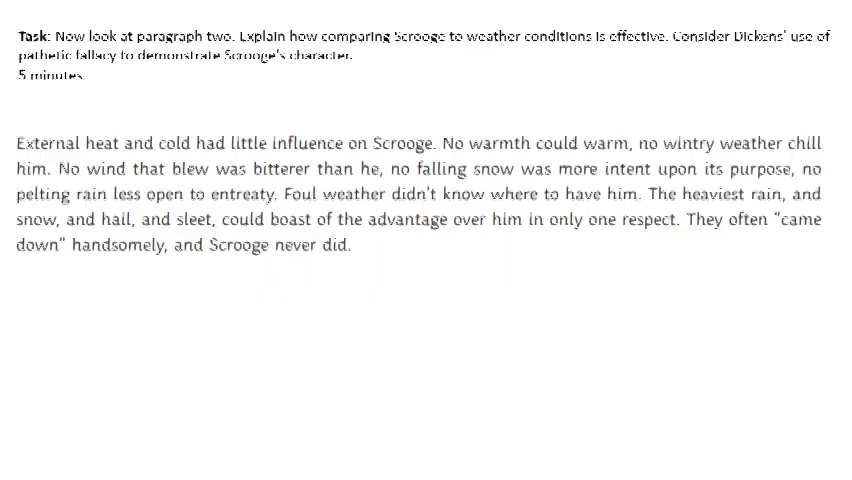 Task: Now look at paragraph two. Explain how comparing Scrooge to weather conditions is effective. Consider Dickens' use of
pathetic fallacy to demonstrate Scrooge's character.
5 minutes
External heat and cold had little influence on Scrooge. No warmth could warm, no wintry weather chill
him. No wind that blew was bitterer than he, no falling snow was more intent upon its purpose, no
pelting rain less open to entreaty. Foul weather didn't know where to have him. The heaviest rain, and
snow, and hail, and sleet, could boast of the advantage over him in only one respect. They often “came
down” handsomely, and Scrooge never did.